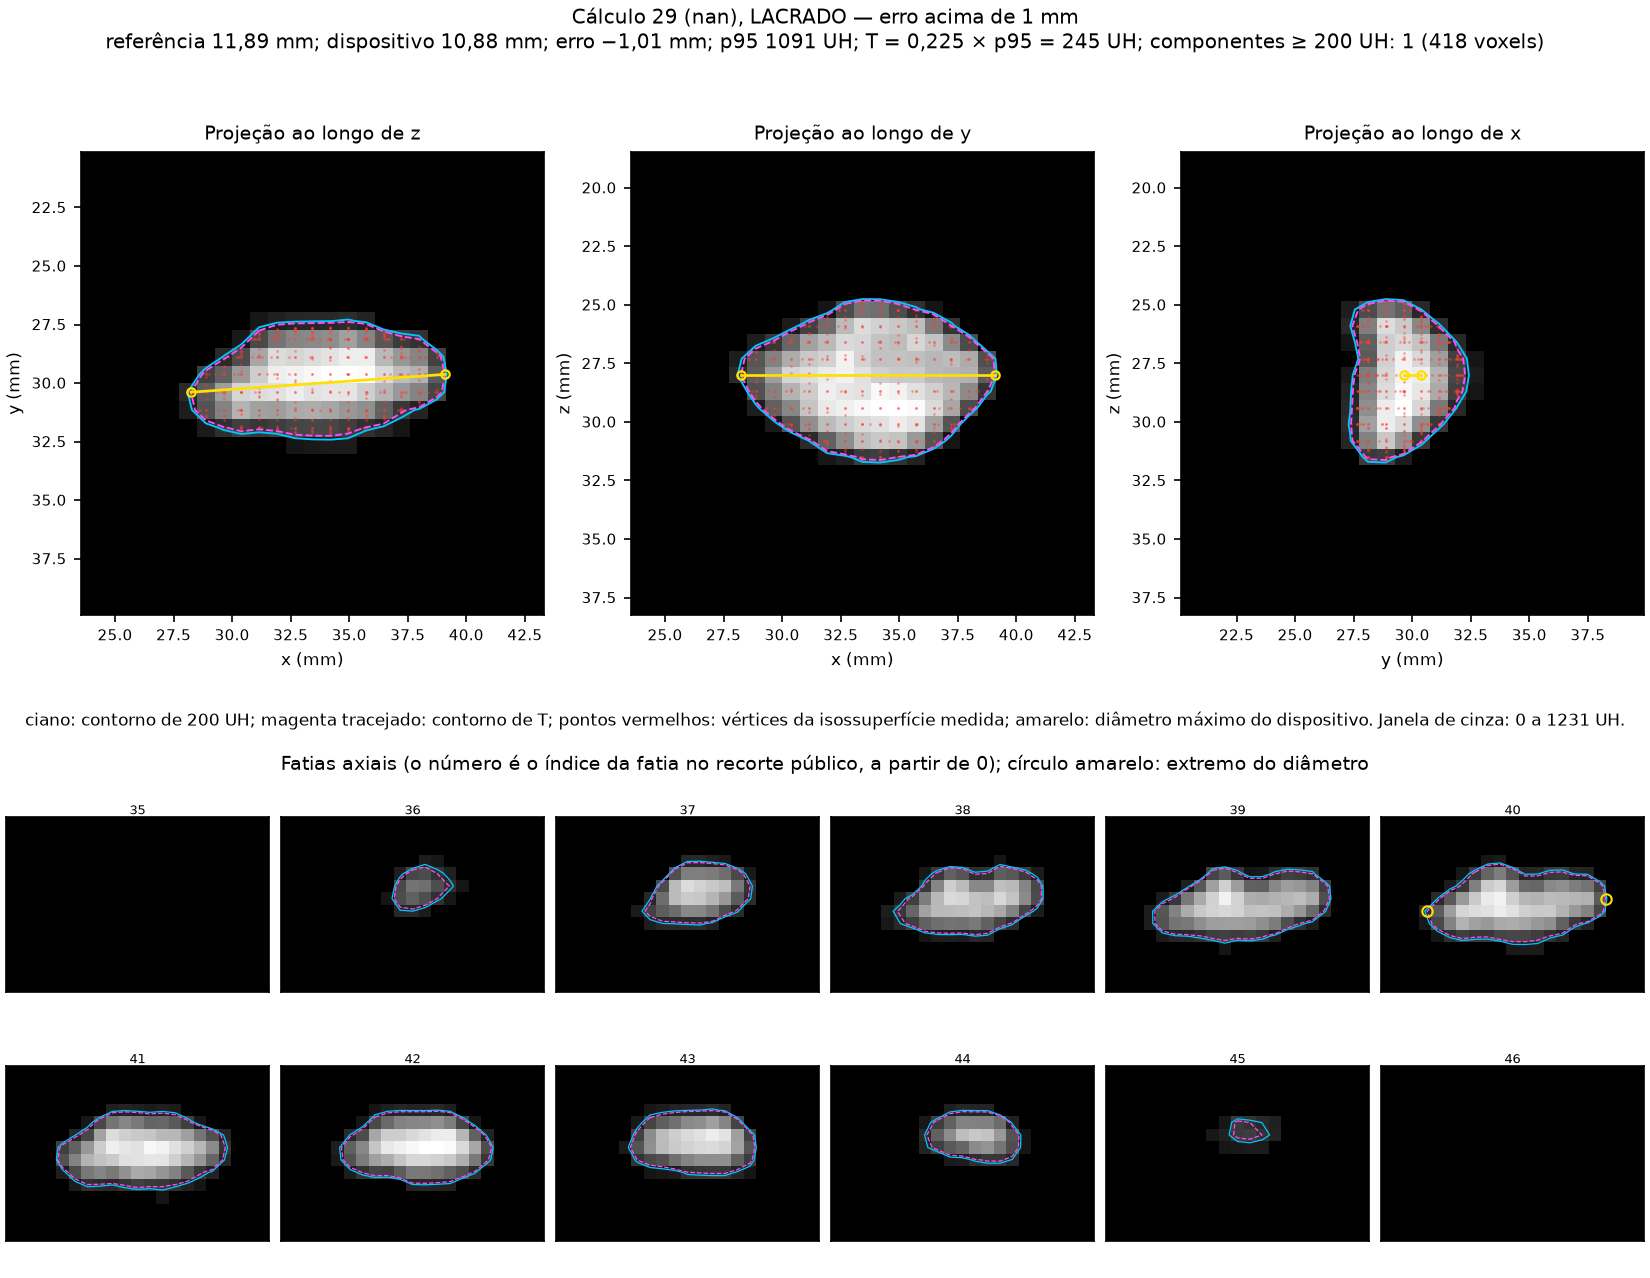 Cálculo 29 (nan), LACRADO — erro acima de 1 mm
referência 11,89 mm; dispositivo 10,88 mm; erro −1,01 mm; p95 1091 UH; T = 0,225 × p95 = 245 UH; componentes ≥ 200 UH: 1 (418 voxels)
Projeção ao longo de z
Projeção ao longo de y
Projeção ao longo de x
y (mm)
22.5
25.0
27.5
30.0
32.5
35.0
37.5
25.0 27.5 30.0 32.5 35.0 37.5 40.0 42.5
x (mm)
z (mm)
20.0
22.5
25.0
27.5
30.0
32.5
35.0
37.5
25.0 27.5 30.0 32.5 35.0 37.5 40.0 42.5
x (mm)
z (mm)
20.0
22.5
25.0
27.5
30.0
32.5
35.0
37.5
22.5 25.0 27.5 30.0 32.5 35.0 37.5
y (mm)
ciano: contorno de 200 UH; magenta tracejado: contorno de T; pontos vermelhos: vértices da isossuperfície medida; amarelo: diâmetro máximo do dispositivo. Janela de cinza: 0 a 1231 UH.
Fatias axiais (o número é o índice da fatia no recorte público, a partir de 0); círculo amarelo: extremo do diâmetro
35 36 37 38 39 40
41 42 43 44 45 46